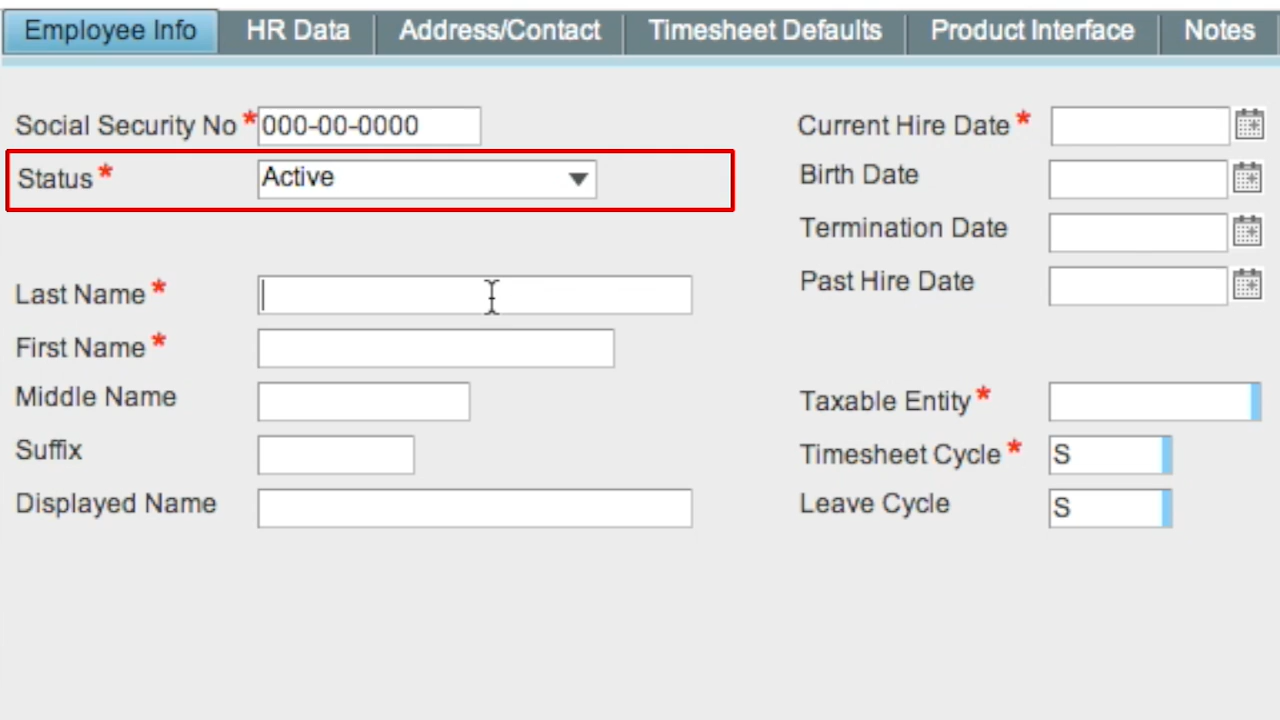 Employee Info HR Data Address/Contact Timesheet Defaults Product Interface Notes
Social Security No * 000-00-0000
Status * Active
Last Name *
First Name *
Middle Name
Suffix
Displayed Name
Current Hire Date *
Birth Date
Termination Date
Past Hire Date
Taxable Entity *
Timesheet Cycle * S
Leave Cycle S